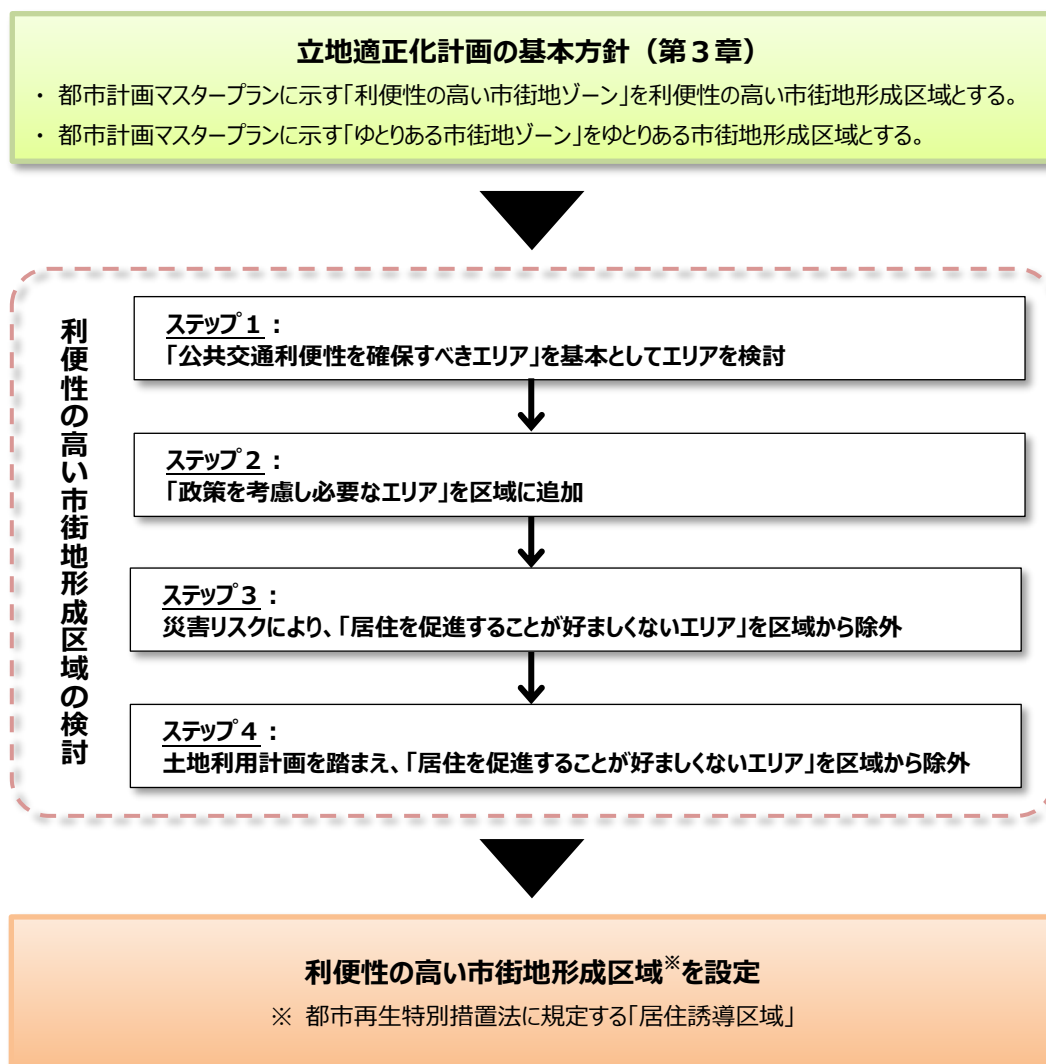 立地適正化計画の基本方針（第３章）
・ 都市計画マスタープランに示す「利便性の高い市街地ゾーン」を利便性の高い市街地形成区域とする。
・ 都市計画マスタープランに示す「ゆとりある市街地ゾーン」をゆとりある市街地形成区域とする。
利便性の高い市街地形成区域の検討
ステップ１：
「公共交通利便性を確保すべきエリア」を基本としてエリアを検討
ステップ２：
「政策を考慮し必要なエリア」を区域に追加
ステップ３：
災害リスクにより、「居住を促進することが好ましくないエリア」を区域から除外
ステップ４：
土地利用計画を踏まえ、「居住を促進することが好ましくないエリア」を区域から除外
利便性の高い市街地形成区域※を設定
※ 都市再生特別措置法に規定する「居住誘導区域」